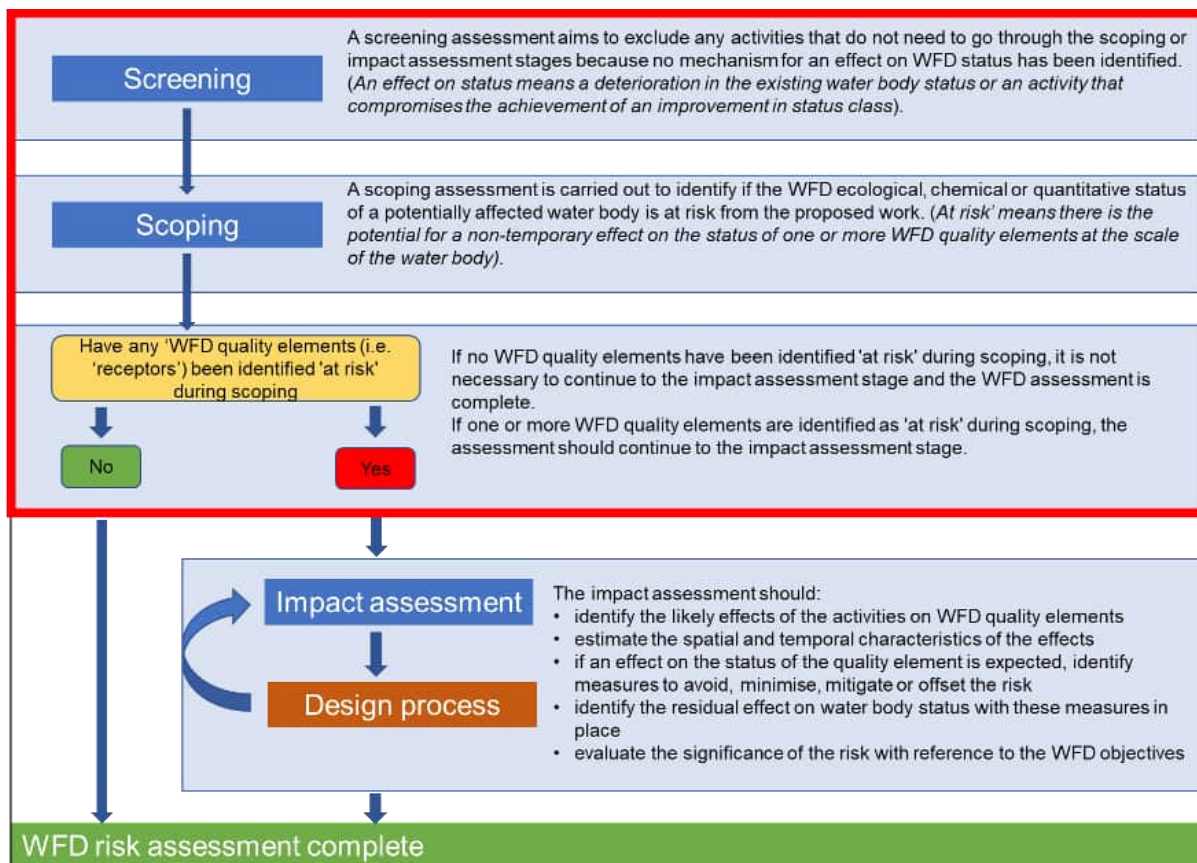 Screening
A screening assessment aims to exclude any activities that do not need to go through the scoping or
impact assessment stages because no mechanism for an effect on WFD status has been identified.
(An effect on status means a deterioration in the existing water body status or an activity that
compromises the achievement of an improvement in status class).
Scoping
A scoping assessment is carried out to identify if the WFD ecological, chemical or quantitative status
of a potentially affected water body is at risk from the proposed work. (At risk’ means there is the
potential for a non-temporary effect on the status of one or more WFD quality elements at the scale
of the water body).
Have any ‘WFD quality elements (i.e.
‘receptors’) been identified 'at risk'
during scoping
No
Yes
If no WFD quality elements have been identified 'at risk' during scoping, it is not
necessary to continue to the impact assessment stage and the WFD assessment is
complete.
If one or more WFD quality elements are identified as 'at risk' during scoping, the
assessment should continue to the impact assessment stage.
Impact assessment
Design process
The impact assessment should:
• identify the likely effects of the activities on WFD quality elements
• estimate the spatial and temporal characteristics of the effects
• if an effect on the status of the quality element is expected, identify
measures to avoid, minimise, mitigate or offset the risk
• identify the residual effect on water body status with these measures in
place
• evaluate the significance of the risk with reference to the WFD objectives
WFD risk assessment complete